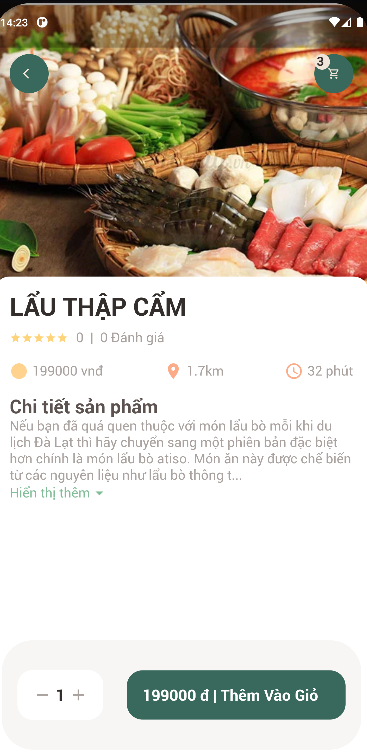 14:23
3
LẨU THẬP CẨM
0 | 0 Đánh giá
199000 vnđ 1.7km 32 phút
Chi tiết sản phẩm
Nếu bạn đã quá quen thuộc với món lẩu bò mỗi khi du
lịch Đà Lạt thì hãy chuyển sang một phiên bản đặc biệt
hơn chính là món lẩu bò atiso. Món ăn này được chế biến
từ các nguyên liệu như lẩu bò thông t...
Hiển thị thêm
1
199000 đ | Thêm Vào Giỏ